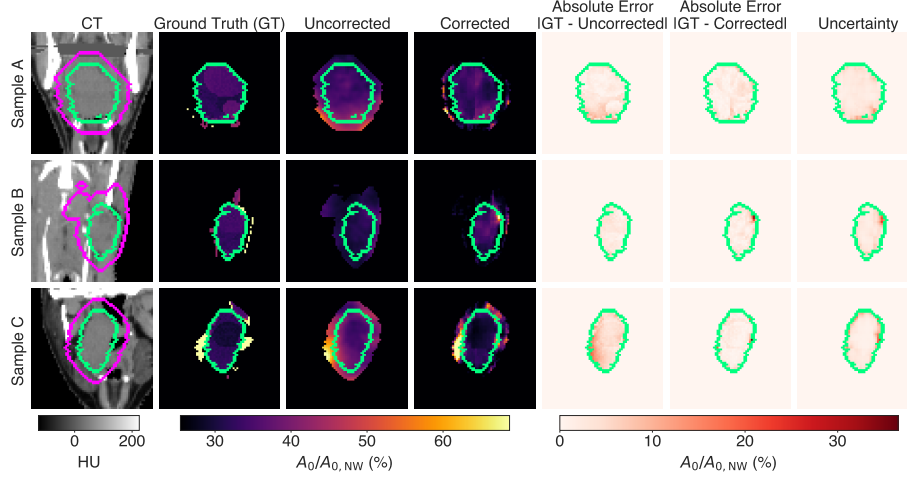 CT
Ground Truth (GT)
Uncorrected
Corrected
Absolute Error
|GT - Uncorrected|
Absolute Error
|GT - Corrected|
Uncertainty
Sample A
Sample B
Sample C
0 200
HU
30 40 50 60
A₀/A₀, NW (%)
0 10 20 30
A₀/A₀, NW (%)